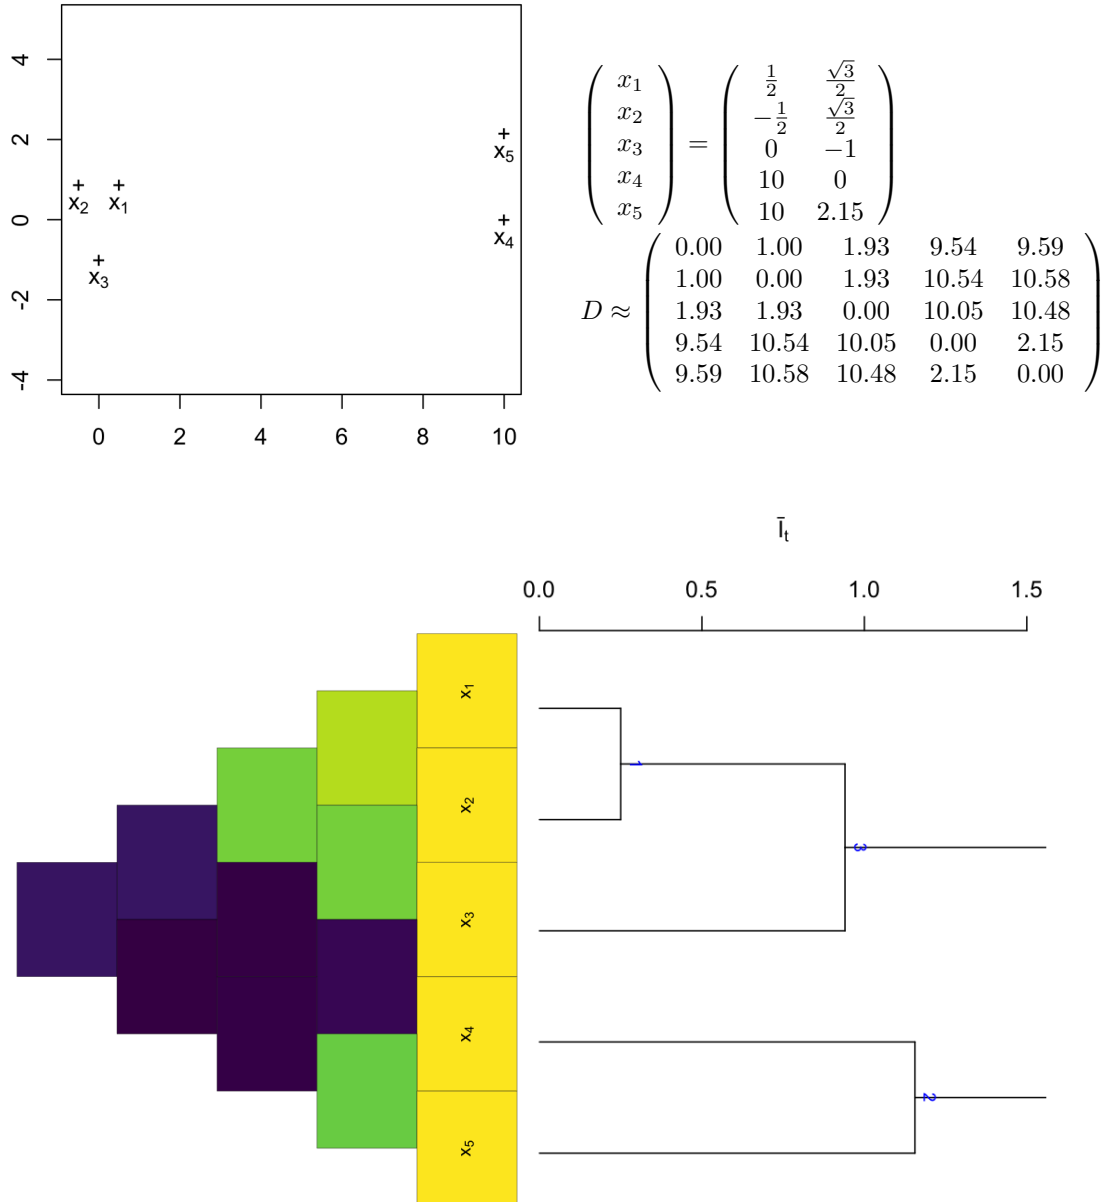 4
2
0
-2
-4
x5
x2 x1
x4
x3
0 2 4 6 8 10
( x1 ) = ( 1/2 √3/2 )
( x2 ) ( −1/2 √3/2 )
( x3 ) ( 0 −1 )
( x4 ) ( 10 0 )
( x5 ) ( 10 2.15 )
D ≈
0.00 1.00 1.93 9.54 9.59
1.00 0.00 1.93 10.54 10.58
1.93 1.93 0.00 10.05 10.48
9.54 10.54 10.05 0.00 2.15
9.59 10.58 10.48 2.15 0.00
Īt
0.0 0.5 1.0 1.5
x1
x2
x3
x4
x5
1
3
2